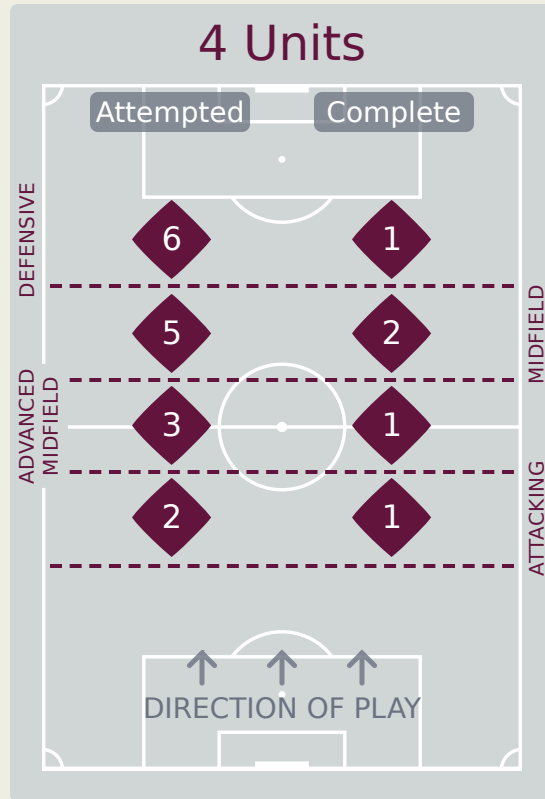 4 Units
Attempted Complete
DEFENSIVE
6 1
MIDFIELD
5 2
ADVANCED
MIDFIELD
3 1
ATTACKING
2 1
DIRECTION OF PLAY